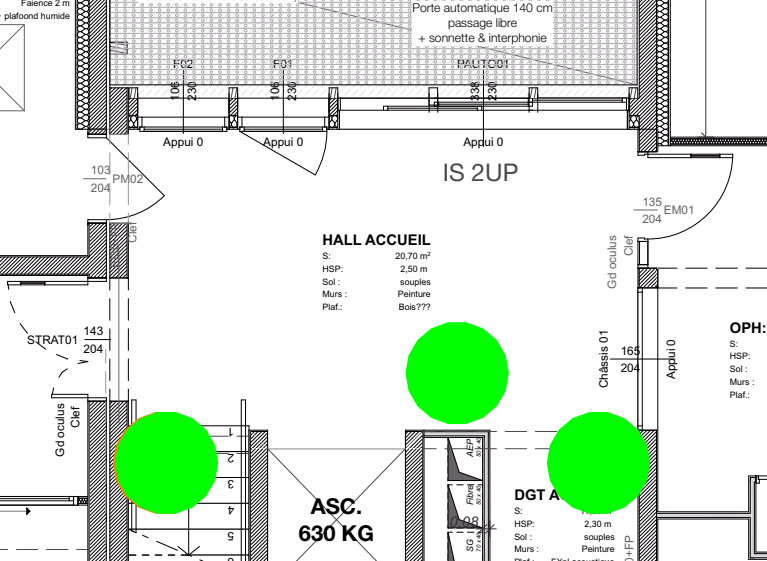 Faience 2 m
+ plafoond humide
Porte automatique 140 cm
passage libre
+ sonnette & interphonie
F02
F01
PAUTO01
106
230
106
230
338
230
Appui 0
Appui 0
Appui 0
IS 2UP
103
204
PM02
Clef
135
204
EM01
Gd oculus
Clef
HALL ACCUEIL
S: 20,70 m²
HSP: 2,50 m
Sol : souples
Murs : Peinture
Plaf.: Bois???
STRAT01
143
204
Gd oculus
Clef
Châssis 01
165
204
Appui 0
OPH:
S:
HSP:
Sol :
Murs :
Plaf.:
1
2
3
4
5
ASC.
630 KG
AEP
Fibre
SG
DGT A
S:
HSP: 2,30 m
Sol : souples
Murs : Peinture